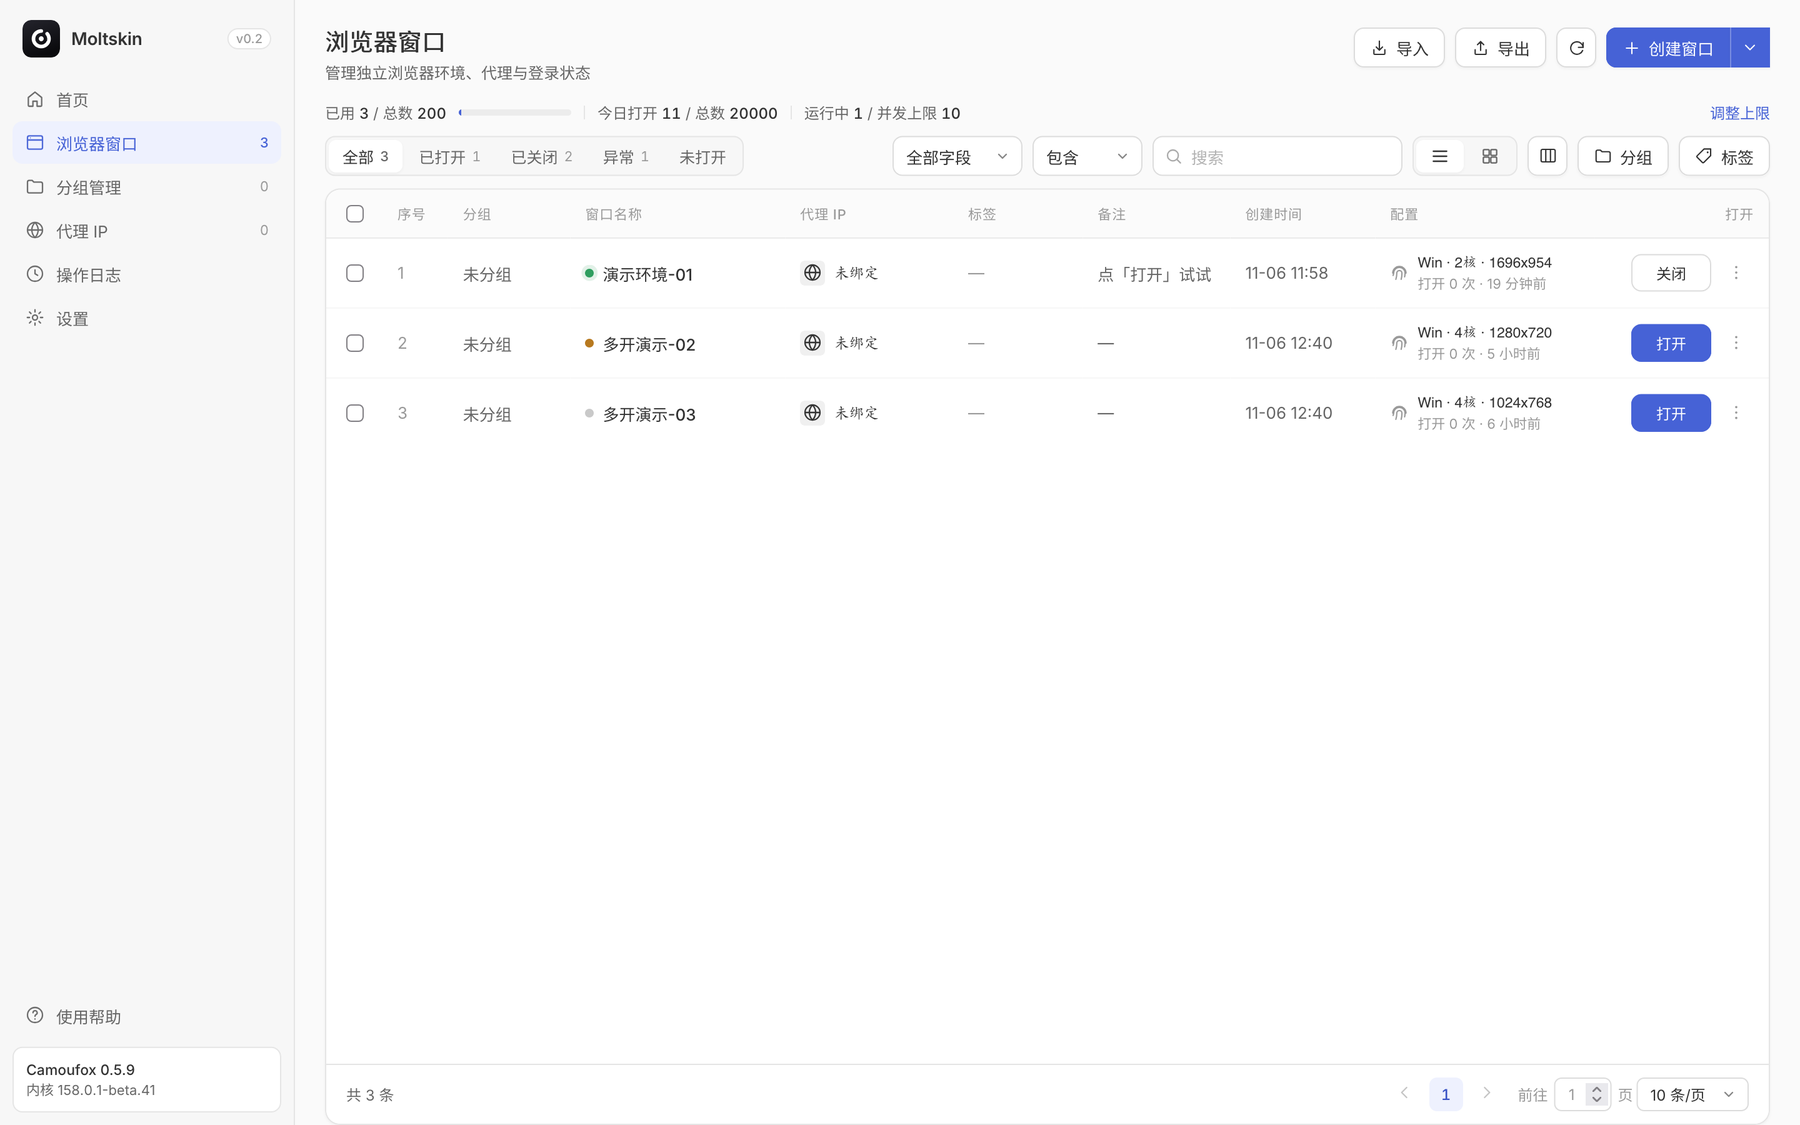 Moltskin v0.2
首页
浏览器窗口 3
分组管理 0
代理 IP 0
操作日志
设置
使用帮助
Camoufox 0.5.9
内核 158.0.1-beta.41
浏览器窗口
管理独立浏览器环境、代理与登录状态
导入 导出 创建窗口
已用 3 / 总数 200 今日打开 11 / 总数 20000 运行中 1 / 并发上限 10 调整上限
全部 3 已打开 1 已关闭 2 异常 1 未打开 全部字段 包含 搜索 分组 标签
序号 分组 窗口名称 代理 IP 标签 备注 创建时间 配置 打开
1 未分组 演示环境-01 未绑定 — 点「打开」试试 11-06 11:58 Win · 2核 · 1696x954 关闭
打开 0 次 · 19 分钟前
2 未分组 多开演示-02 未绑定 — — 11-06 12:40 Win · 4核 · 1280x720 打开
打开 0 次 · 5 小时前
3 未分组 多开演示-03 未绑定 — — 11-06 12:40 Win · 4核 · 1024x768 打开
打开 0 次 · 6 小时前
共 3 条 1 前往 1 页 10 条/页